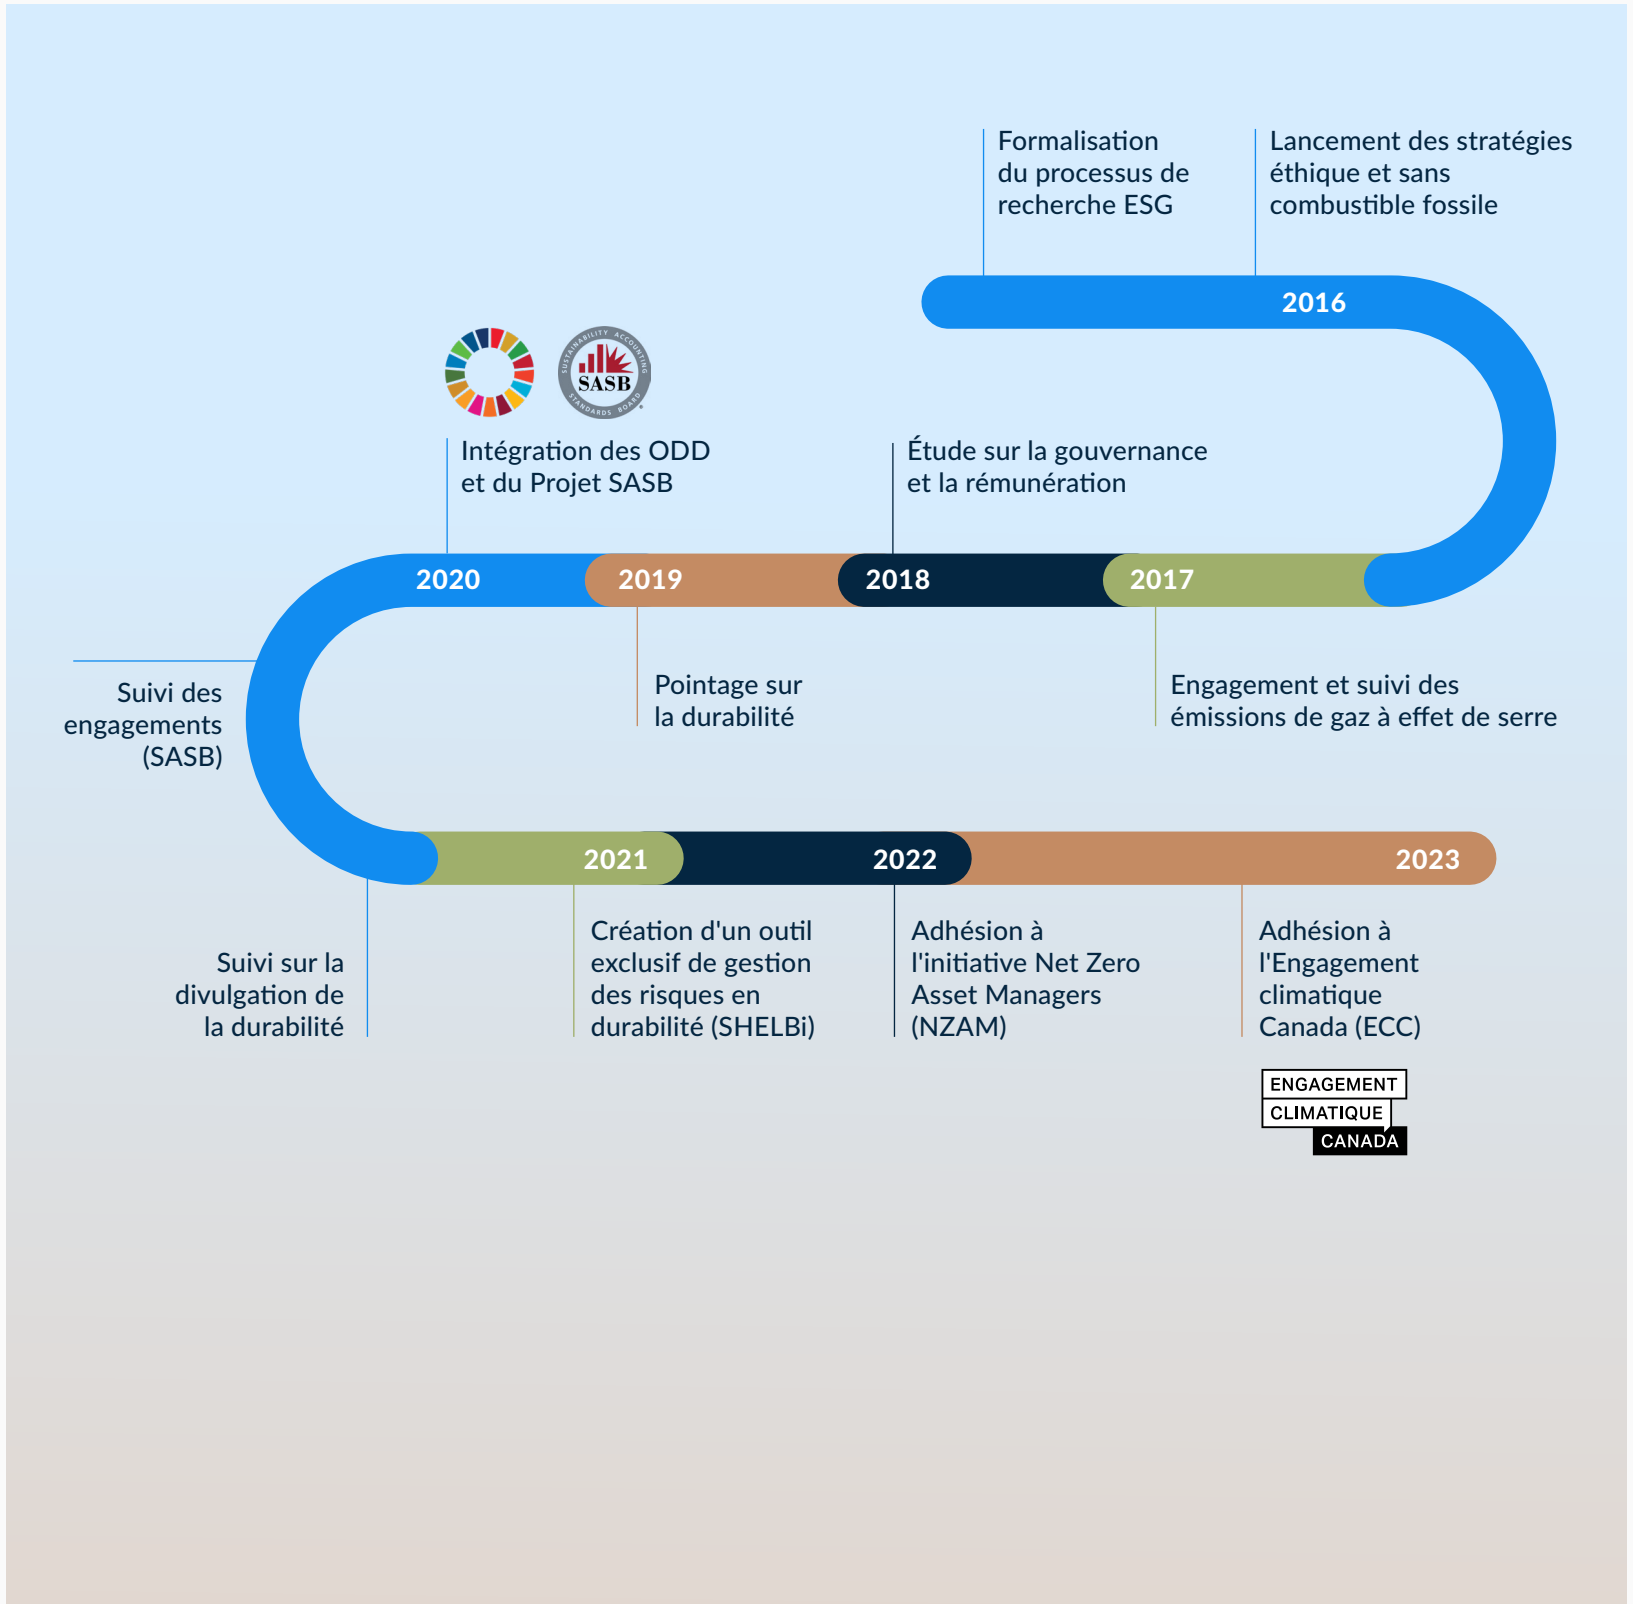 Formalisation
du processus de
recherche ESG
Lancement des stratégies
éthique et sans
combustible fossile
2016
SUSTAINABILITY ACCOUNTING
STANDARDS BOARD
SASB
Intégration des ODD
et du Projet SASB
Étude sur la gouvernance
et la rémunération
2020
2019
2018
2017
Suivi des
engagements
(SASB)
Pointage sur
la durabilité
Engagement et suivi des
émissions de gaz à effet de serre
2021
2022
2023
Suivi sur la
divulgation de
la durabilité
Création d'un outil
exclusif de gestion
des risques en
durabilité (SHELBi)
Adhésion à
l'initiative Net Zero
Asset Managers
(NZAM)
Adhésion à
l'Engagement
climatique
Canada (ECC)
ENGAGEMENT
CLIMATIQUE
CANADA